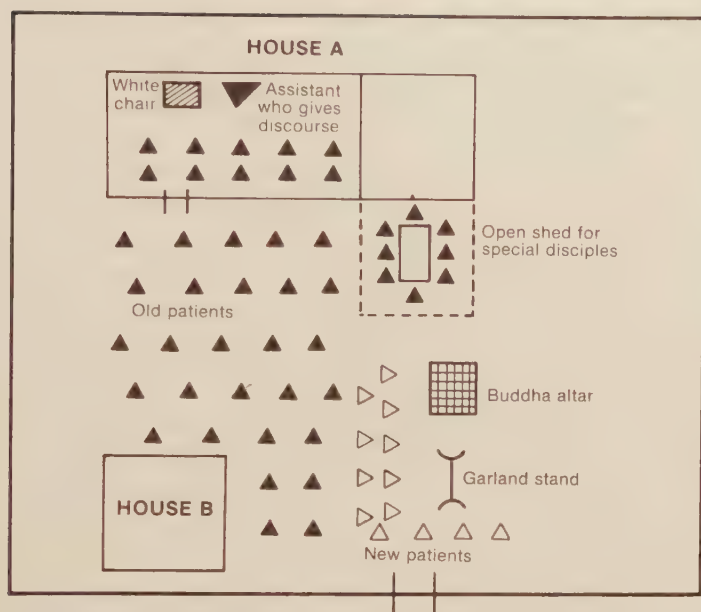 HOUSE A
White
chair
Assistant
who gives
discourse
Open shed for
special disciples
Old patients
Buddha altar
Garland stand
HOUSE B
New patients